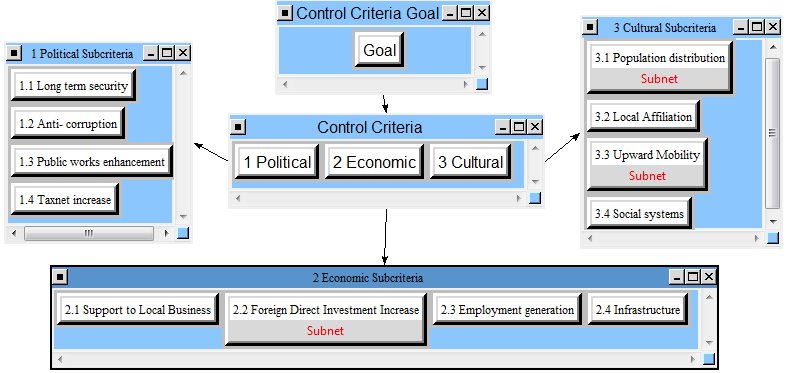 Control Criteria Goal
Goal
1 Political Subcriteria
1.1 Long term security
1.2 Anti- corruption
1.3 Public works enhancement
1.4 Taxnet increase
Control Criteria
1 Political
2 Economic
3 Cultural
3 Cultural Subcriteria
3.1 Population distribution
Subnet
3.2 Local Affiliation
3.3 Upward Mobility
Subnet
3.4 Social systems
2 Economic Subcriteria
2.1 Support to Local Business
2.2 Foreign Direct Investment Increase
Subnet
2.3 Employment generation
2.4 Infrastructure